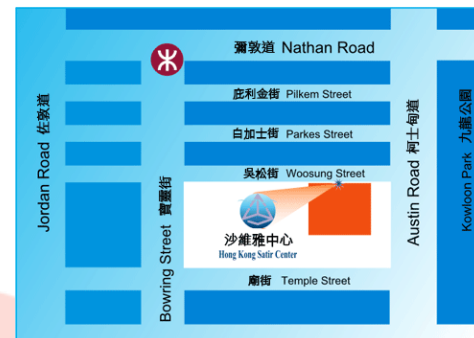 彌敦道 Nathan Road
庇利金街 Pilkem Street
白加士街 Parkes Street
吳松街 Woosung Street
沙維雅中心
Hong Kong Satir Center
廟街 Temple Street
Jordan Road 佐敦道
Bowring Street 寶靈街
Austin Road 柯士甸道
Kowloon Park 九龍公園